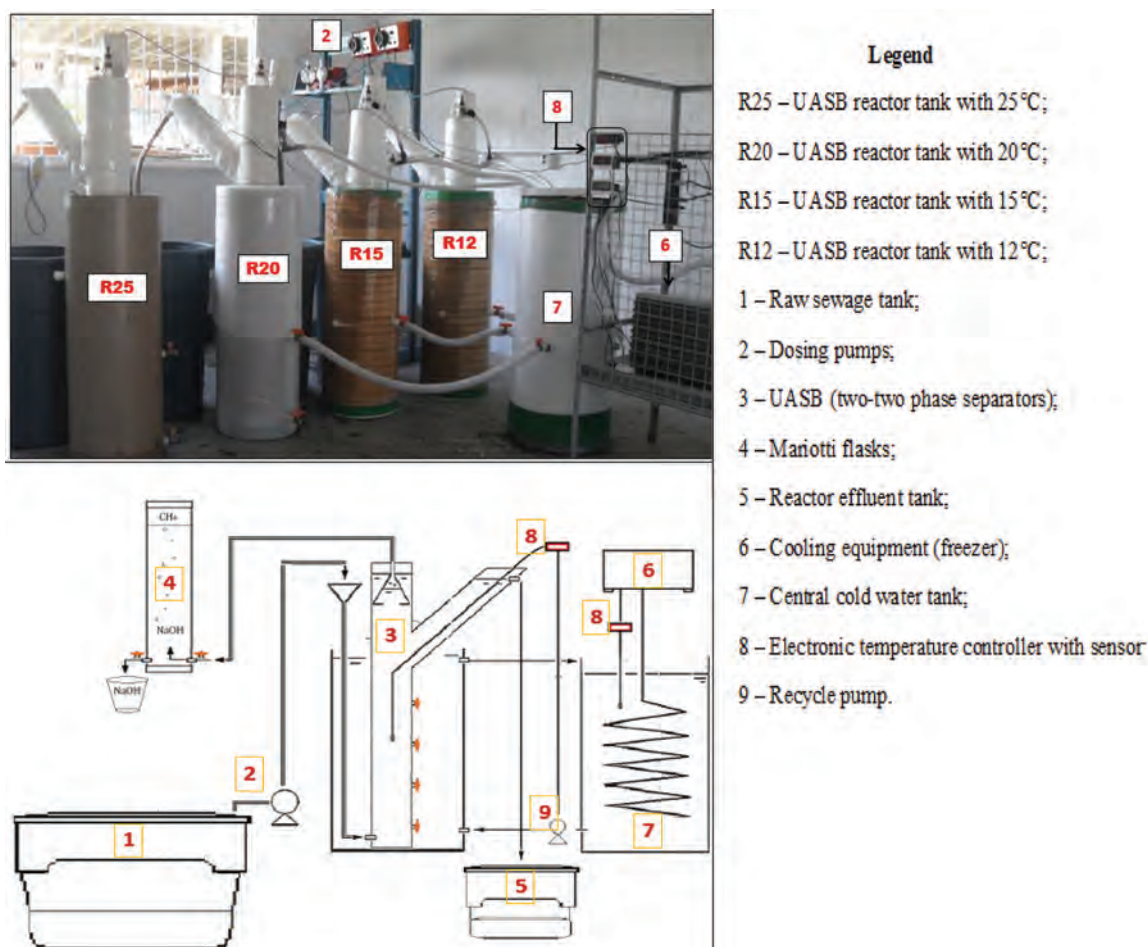 2
8
R12
R15
6
R20
R25
7
Legend
R25 – UASB reactor tank with 25°C;
R20 – UASB reactor tank with 20°C;
R15 – UASB reactor tank with 15°C;
R12 – UASB reactor tank with 12°C;
1 – Raw sewage tank;
2 – Dosing pumps;
3 – UASB (two-two phase separators);
4 – Mariotti flasks;
5 – Reactor effluent tank;
6 – Cooling equipment (freezer);
7 – Central cold water tank;
8 – Electronic temperature controller with sensor
9 – Recycle pump.
CH4
8
6
4
8
3
NaOH
NaOH
2
9
7
1
5